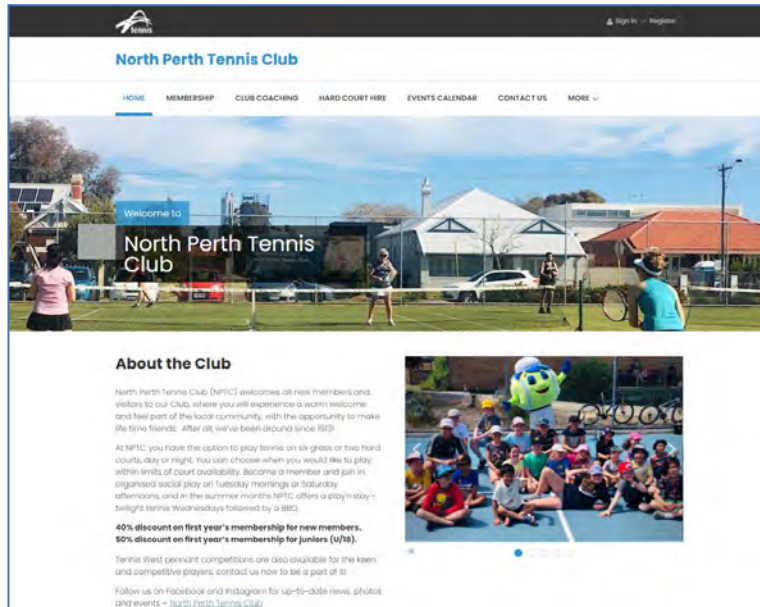 tennis
Sign in or Register
North Perth Tennis Club
HOME MEMBERSHIP CLUB COACHING HARD COURT HIRE EVENTS CALENDAR CONTACT US MORE
Welcome to
North Perth Tennis
Club
About the Club
North Perth Tennis Club (NPTC) welcomes all new members and
visitors to our Club, where you will experience a warm welcome
and feel part of the local community, with the opportunity to make
life time friends. After all, we've been around since 1913!
At NPTC you have the option to play tennis on six grass or two hard
courts, day or night. You can choose when you would like to play,
within limits of court availability. Become a member and join in
organised social play on Tuesday mornings or Saturday
afternoons, and in the summer months NPTC offers a play'n stay -
twilight tennis Wednesdays followed by a BBQ.
40% discount on first year's membership for new members,
50% discount on first year's membership for juniors (U/18).
Tennis West pennant competitions are also available for the keen
and competitive players, contact us now to be a part of it!
Follow us on Facebook and Instagram for up-to-date news, photos
and events – North Perth Tennis Club